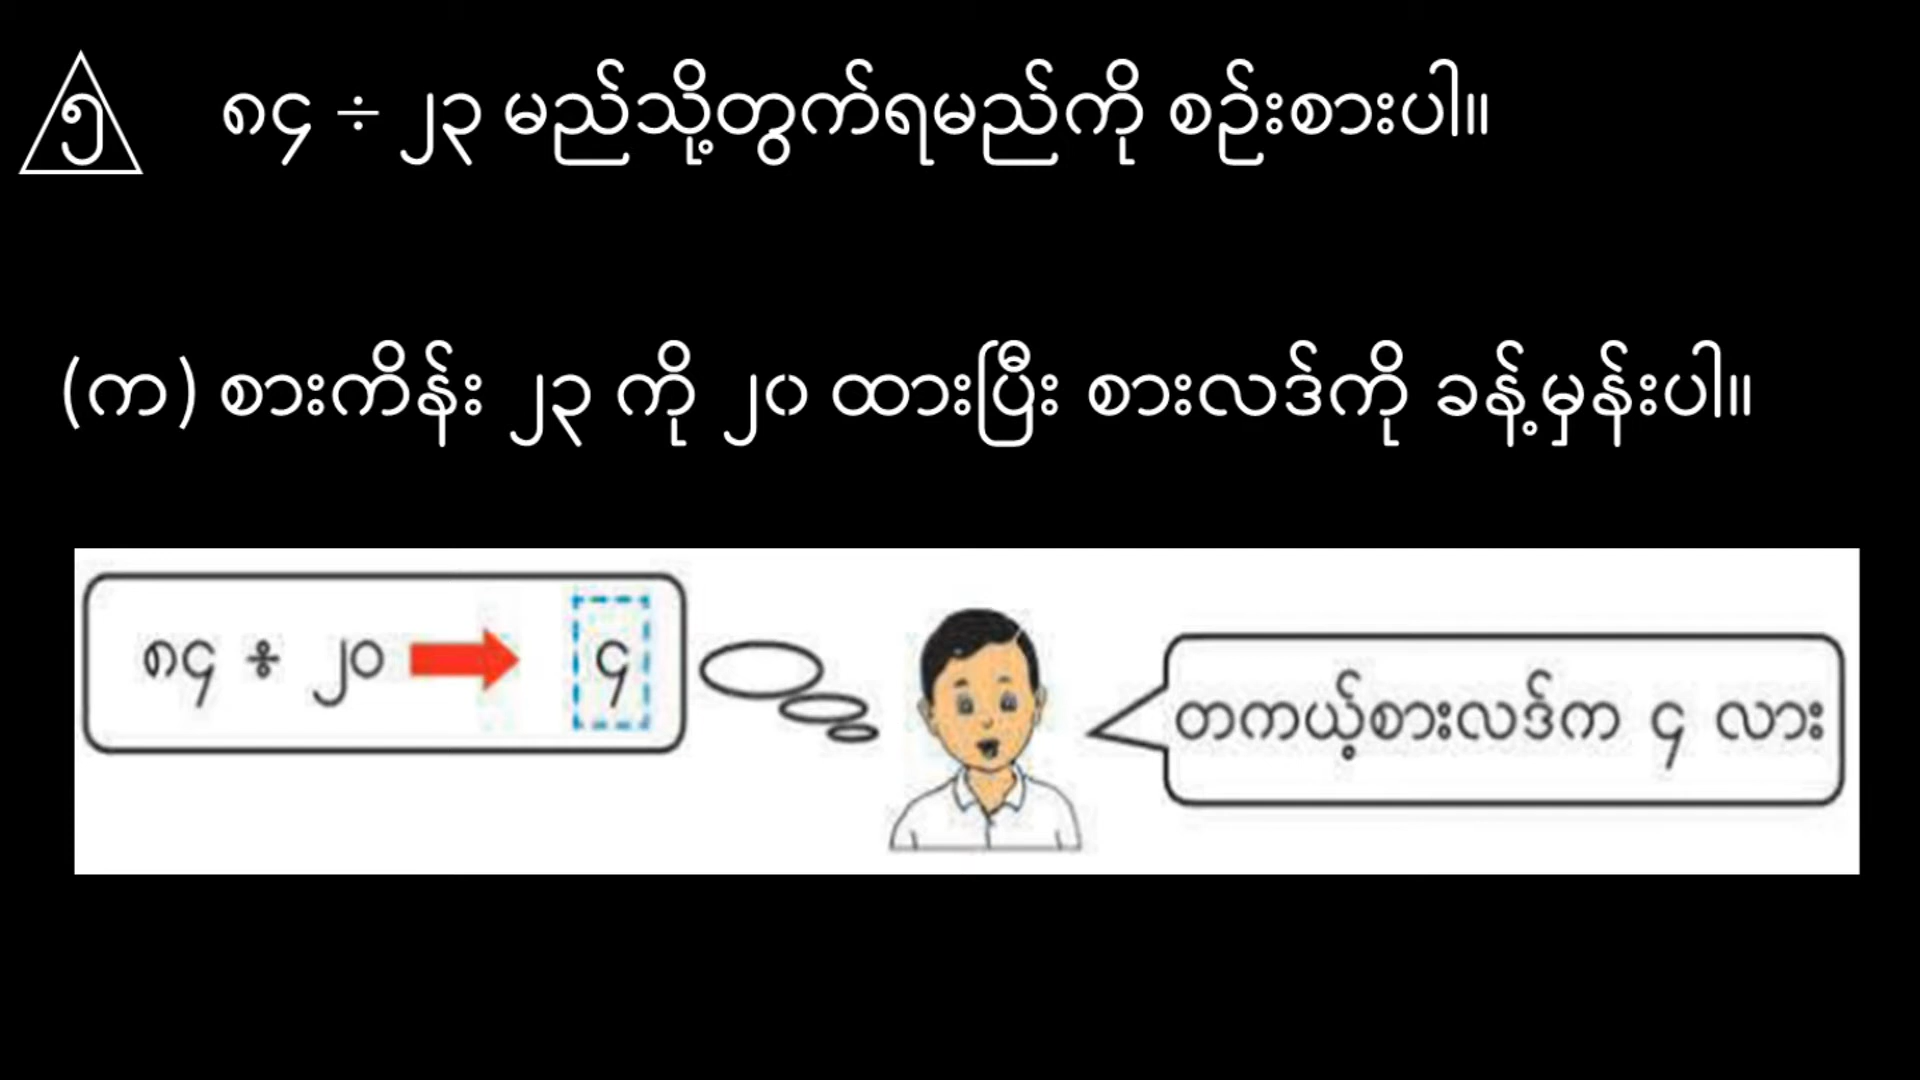 ၅ ၈၄ ÷ ၂၃ မည်သို့တွက်ရမည်ကို စဉ်းစားပါ။
(က) စားကိန်း ၂၃ ကို ၂၀ ထားပြီး စားလဒ်ကို ခန့်မှန်းပါ။
၈၄ ÷ ၂၀ ၄
တကယ့်စားလဒ်က ၄ လား